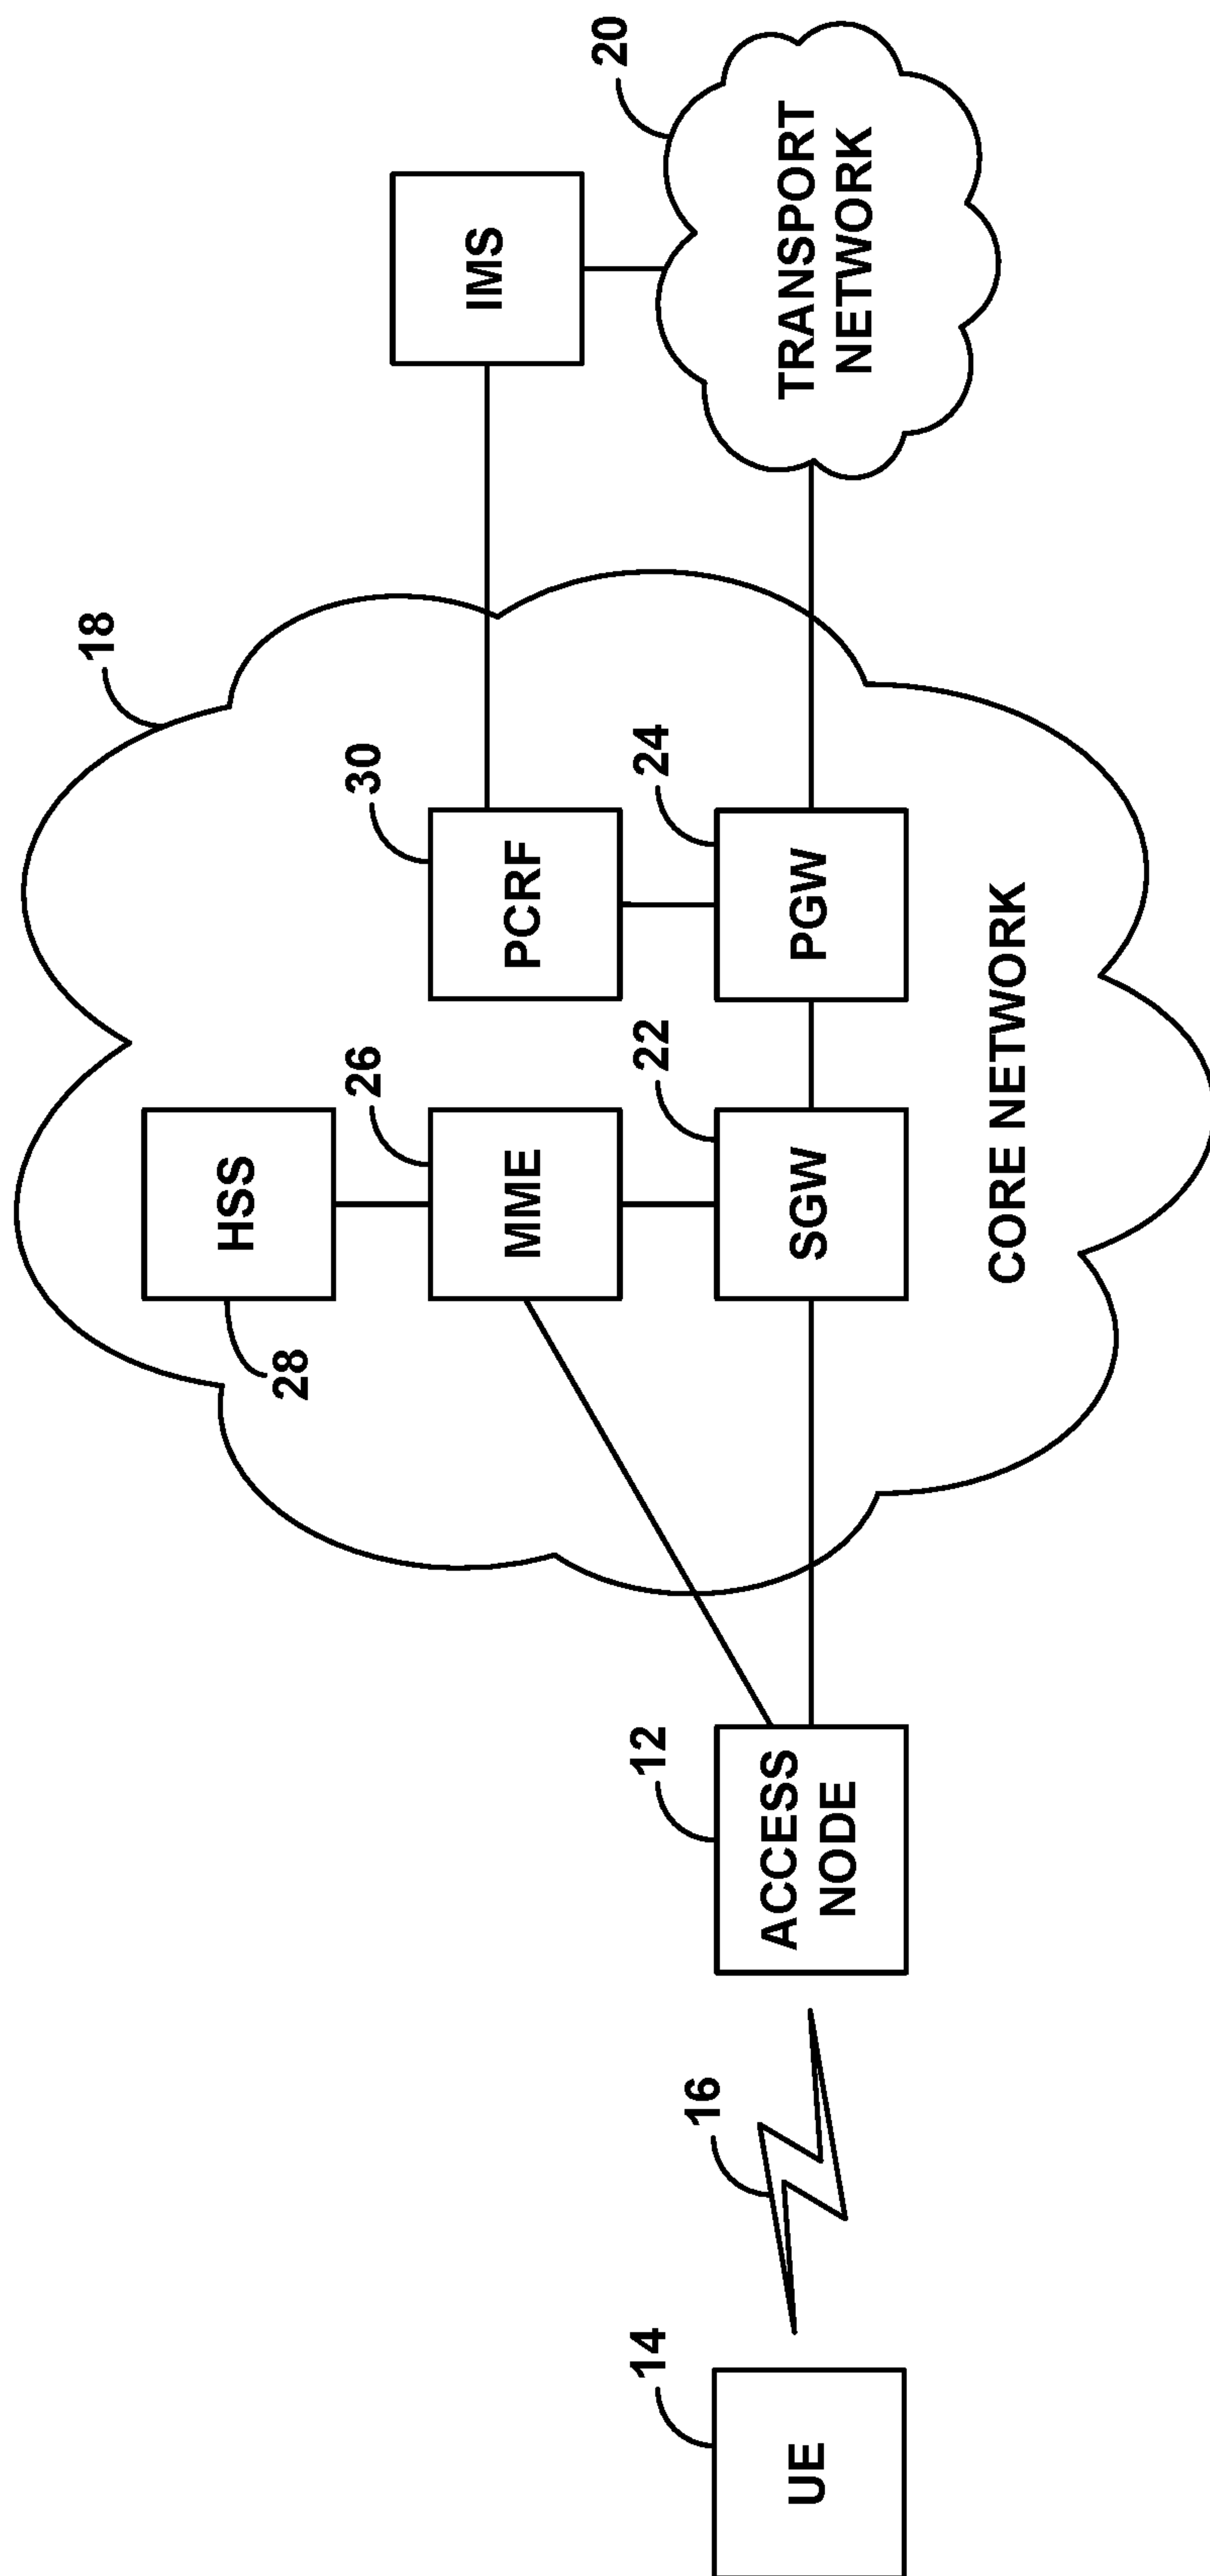 18
20
HSS
28
IMS
26
MME
30
PCRF
14
UE
16
12
ACCESS
NODE
22
SGW
24
PGW
TRANSPORT
NETWORK
CORE NETWORK